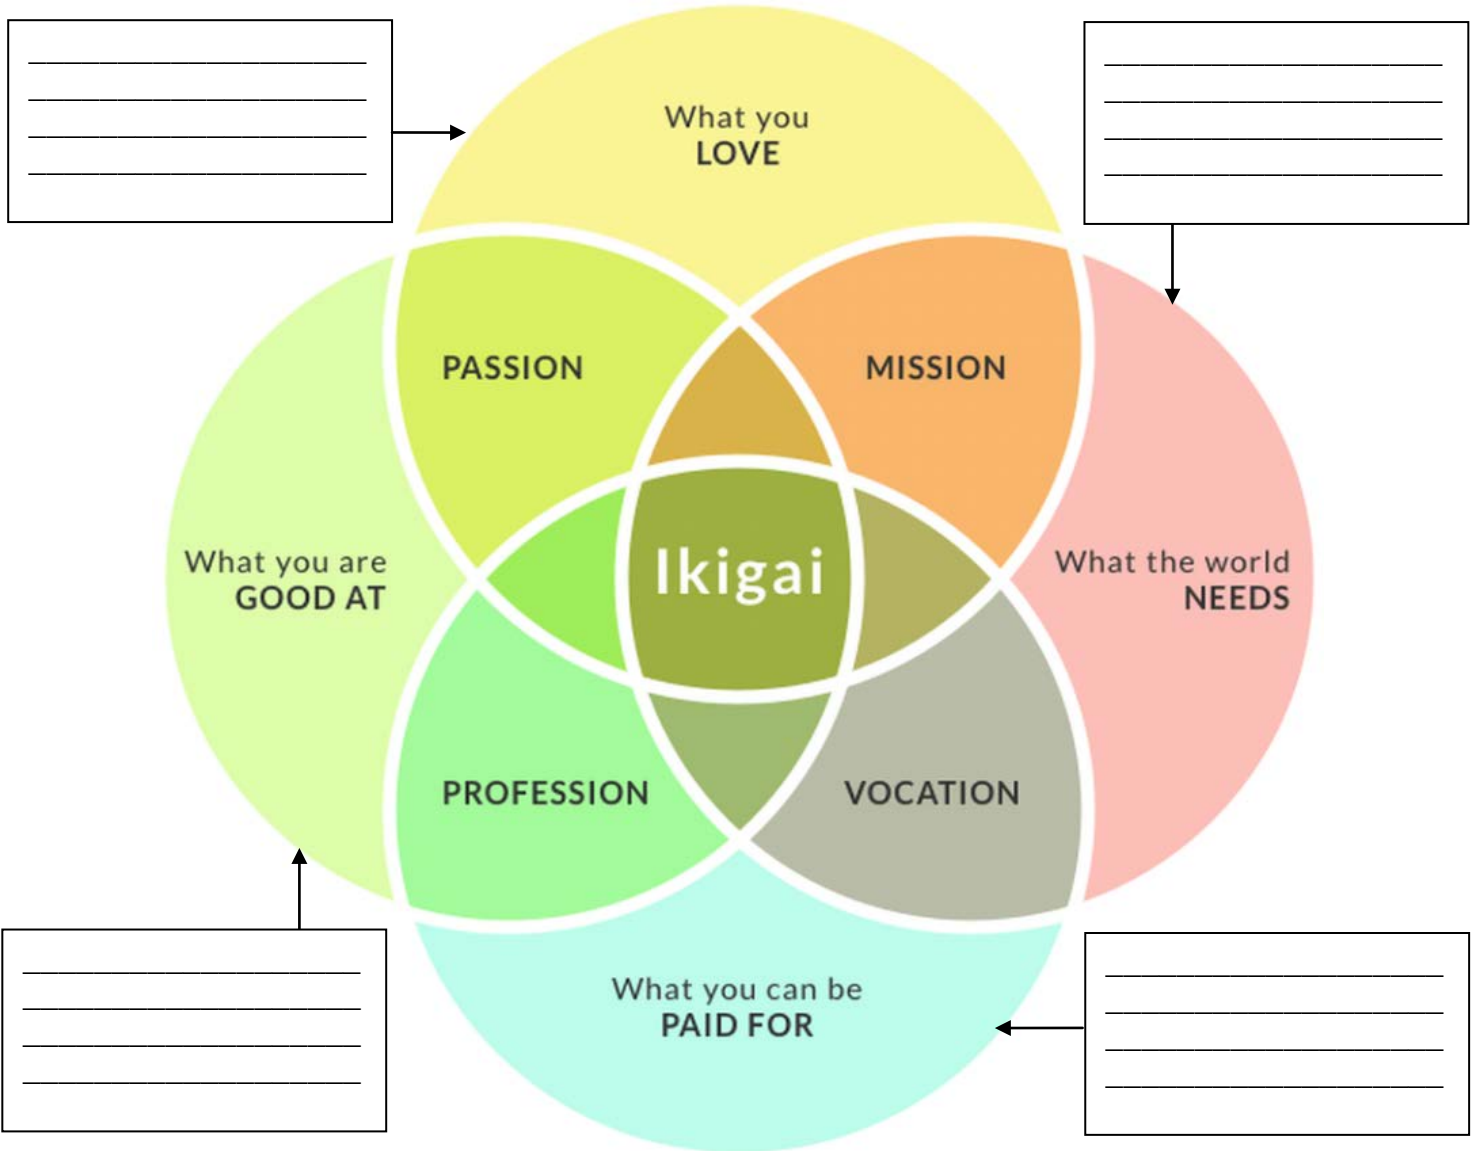 What you
LOVE
PASSION
MISSION
What you are
GOOD AT
Ikigai
What the world
NEEDS
PROFESSION
VOCATION
What you can be
PAID FOR